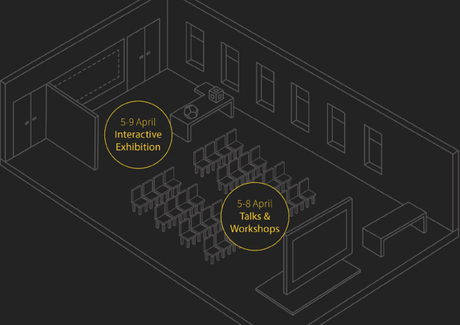 5-9 April
Interactive
Exhibition
5-8 April
Talks &
Workshops